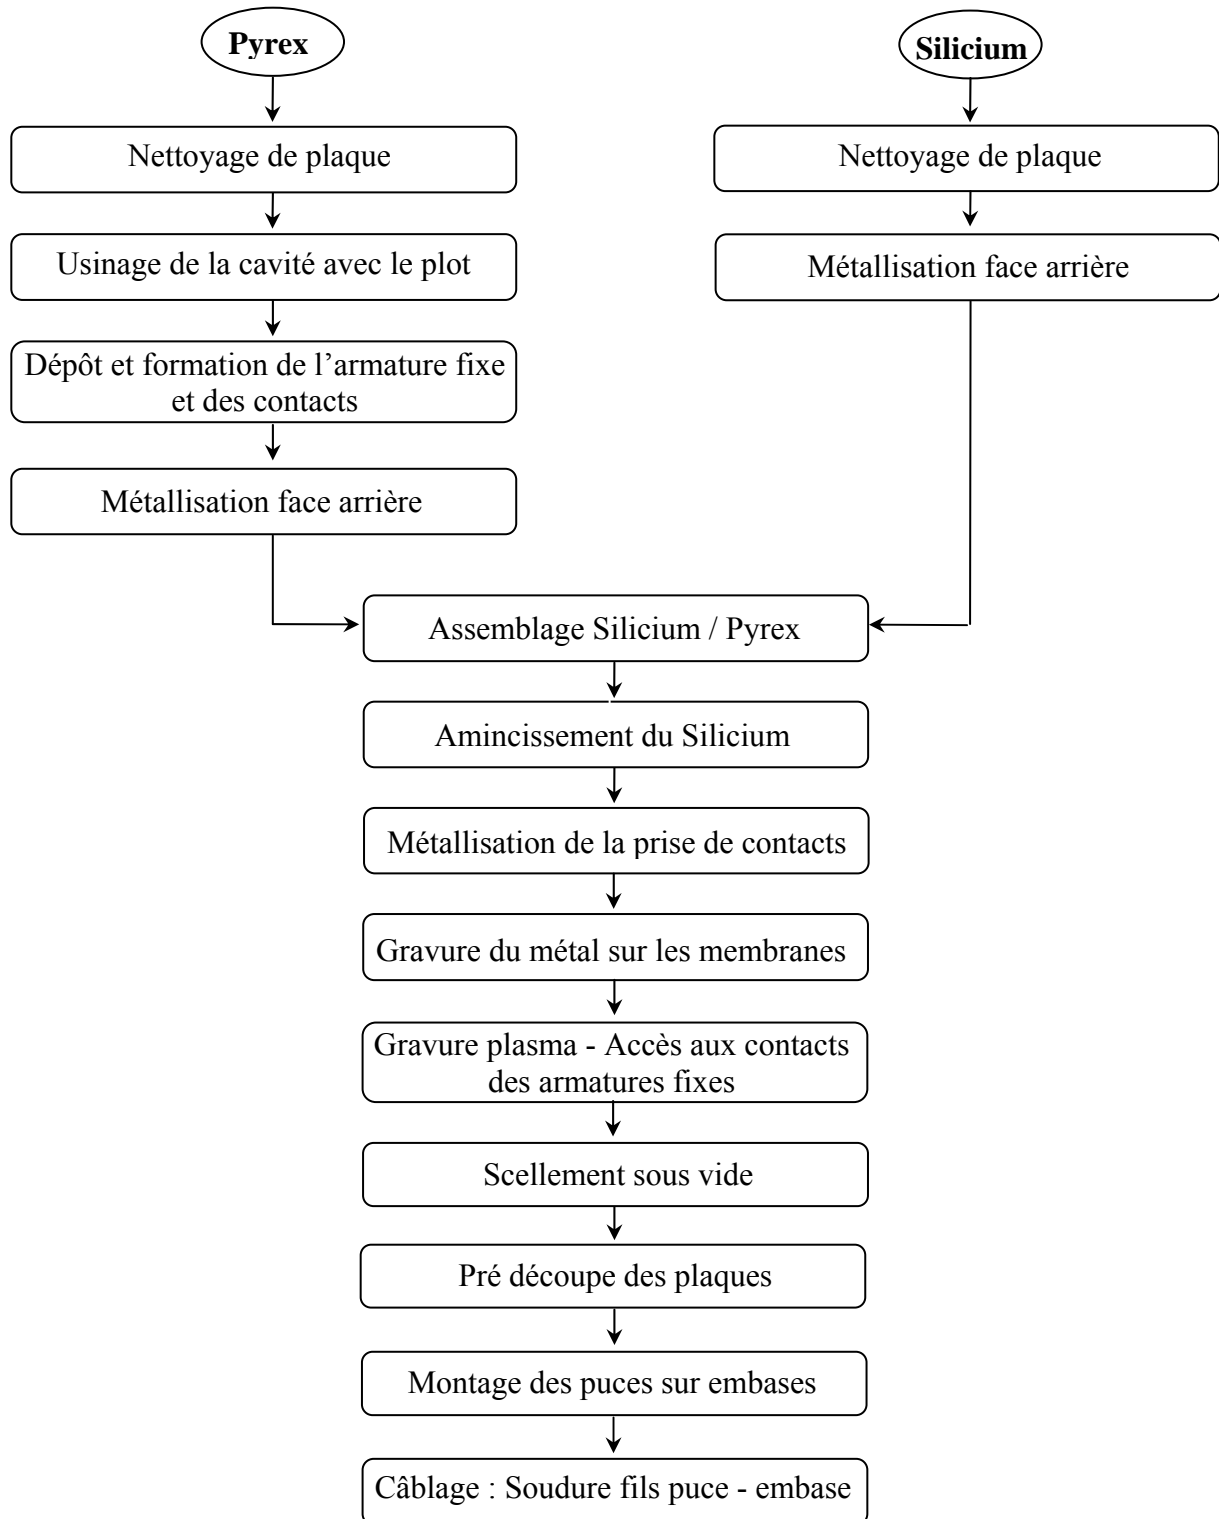 Pyrex
Silicium
Nettoyage de plaque
Nettoyage de plaque
Usinage de la cavité avec le plot
Métallisation face arrière
Dépôt et formation de l’armature fixe
et des contacts
Métallisation face arrière
Assemblage Silicium / Pyrex
Amincissement du Silicium
Métallisation de la prise de contacts
Gravure du métal sur les membranes
Gravure plasma - Accès aux contacts
des armatures fixes
Scellement sous vide
Pré découpe des plaques
Montage des puces sur embases
Câblage : Soudure fils puce - embase